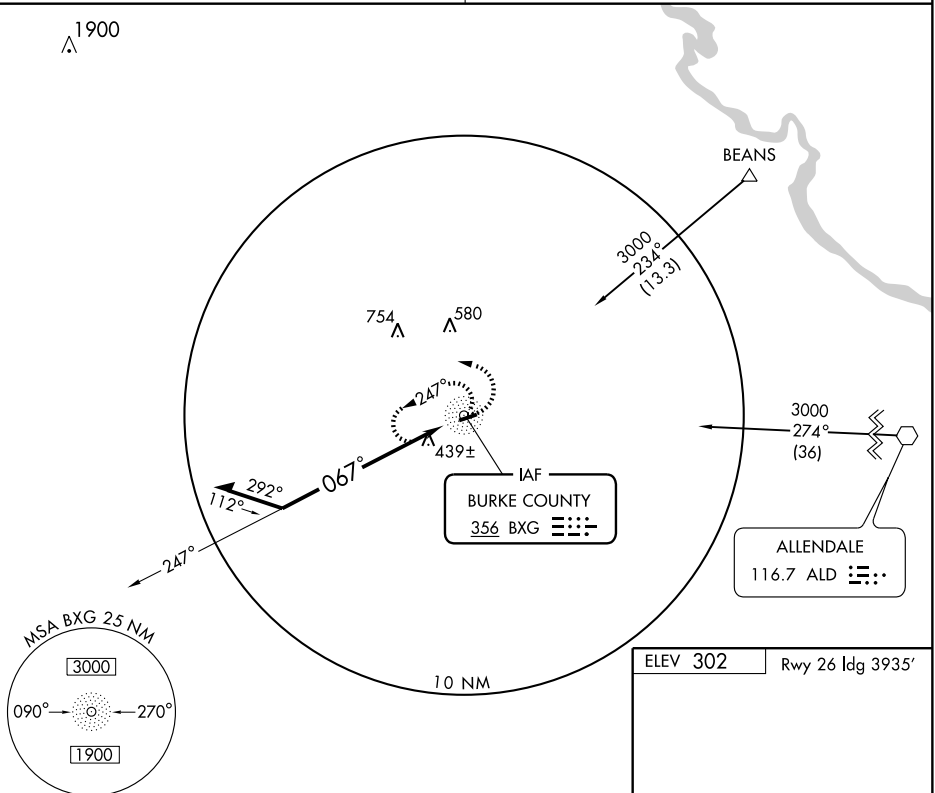 1900
BEANS
3000
234°
(13.3)
754
580
247°
3000
274°
(36)
439±
067°
292°
112°
247°
IAF
BURKE COUNTY
356 BXG
ALLENDALE
116.7 ALD
MSA BXG 25 NM
3000
090°
270°
1900
10 NM
ELEV 302
Rwy 26 ldg 3935'